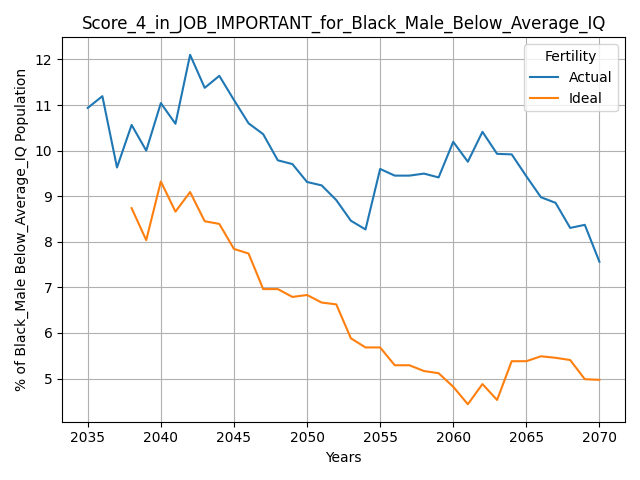 Score_4_in_JOB_IMPORTANT_for_Black_Male_Below_Average_IQ
Fertility
Actual
Ideal
% of Black_Male Below_Average_IQ Population
12
11
10
9
8
7
6
5
2035 2040 2045 2050 2055 2060 2065 2070
Years